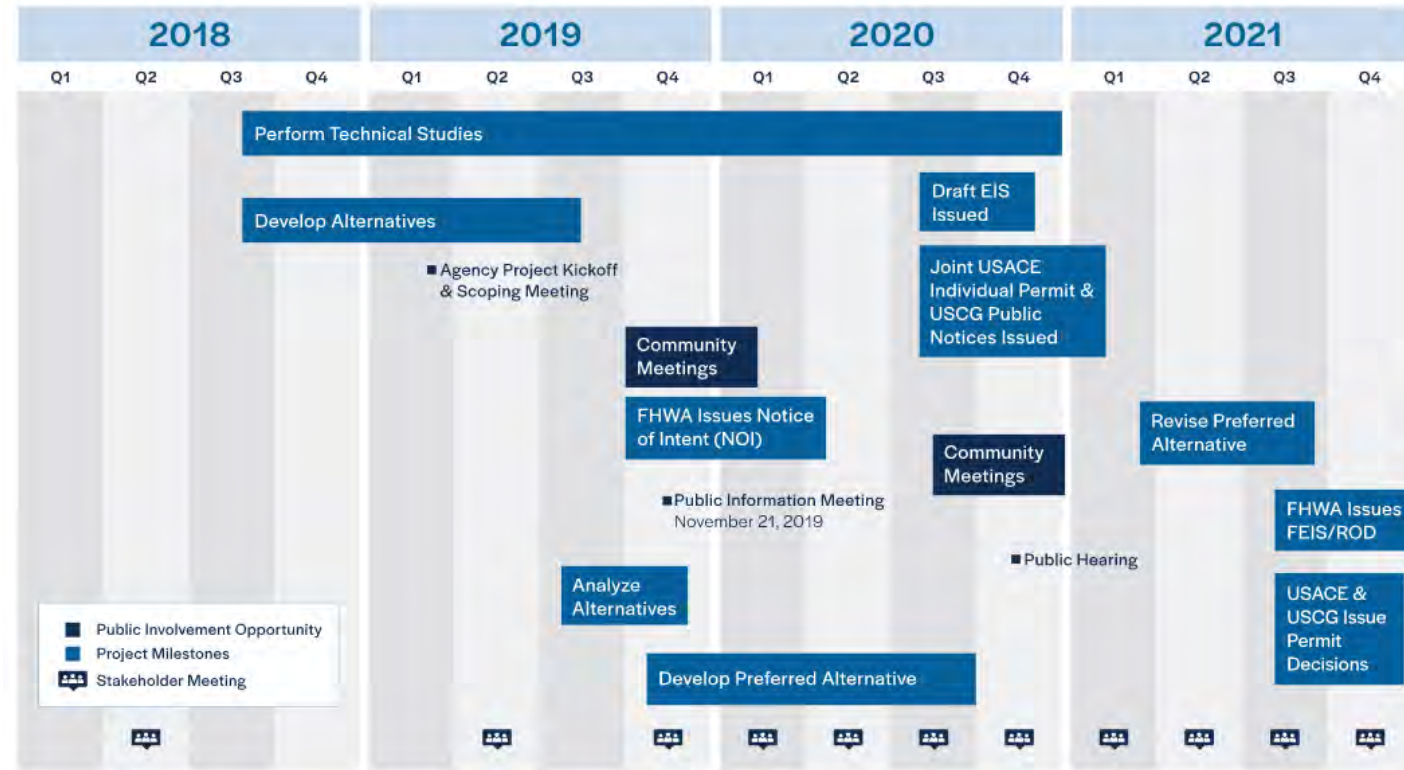 2018 2019 2020 2021
Q1 Q2 Q3 Q4 Q1 Q2 Q3 Q4 Q1 Q2 Q3 Q4 Q1 Q2 Q3 Q4
Perform Technical Studies
Draft EIS
Issued
Develop Alternatives
Agency Project Kickoff
& Scoping Meeting
Joint USACE
Individual Permit &
USCG Public
Notices Issued
Community
Meetings
FHWA Issues Notice
of Intent (NOI)
Revise Preferred
Alternative
Community
Meetings
Public Information Meeting
November 21, 2019
FHWA Issues
FEIS/ROD
Public Hearing
Analyze
Alternatives
USACE &
USCG Issue
Permit
Decisions
Public Involvement Opportunity
Project Milestones
Stakeholder Meeting
Develop Preferred Alternative